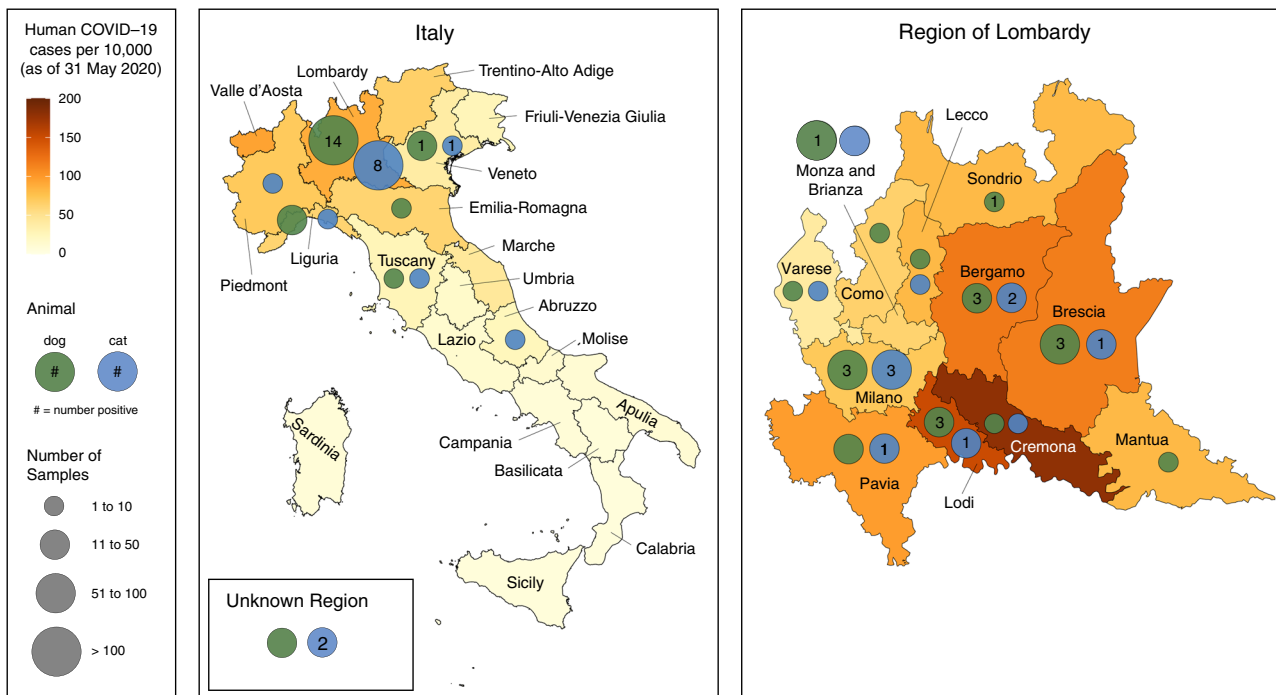 Human COVID–19
cases per 10,000
(as of 31 May 2020)
200
150
100
50
0
Animal
dog
cat
#
#
# = number positive
Number of
Samples
1 to 10
11 to 50
51 to 100
> 100
Italy
Trentino-Alto Adige
Lombardy
Valle d'Aosta
Friuli-Venezia Giulia
14
1
1
8
Veneto
Emilia-Romagna
Marche
Liguria
Tuscany
Umbria
Piedmont
Abruzzo
Lazio
Molise
Apulia
Sardinia
Campania
Basilicata
Calabria
Sicily
Unknown Region
2
Region of Lombardy
Lecco
1
Monza and
Brianza
Sondrio
1
Varese
Como
Bergamo
3
2
Brescia
3
1
3
3
Milano
3
1
Cremona
Mantua
1
Pavia
Lodi